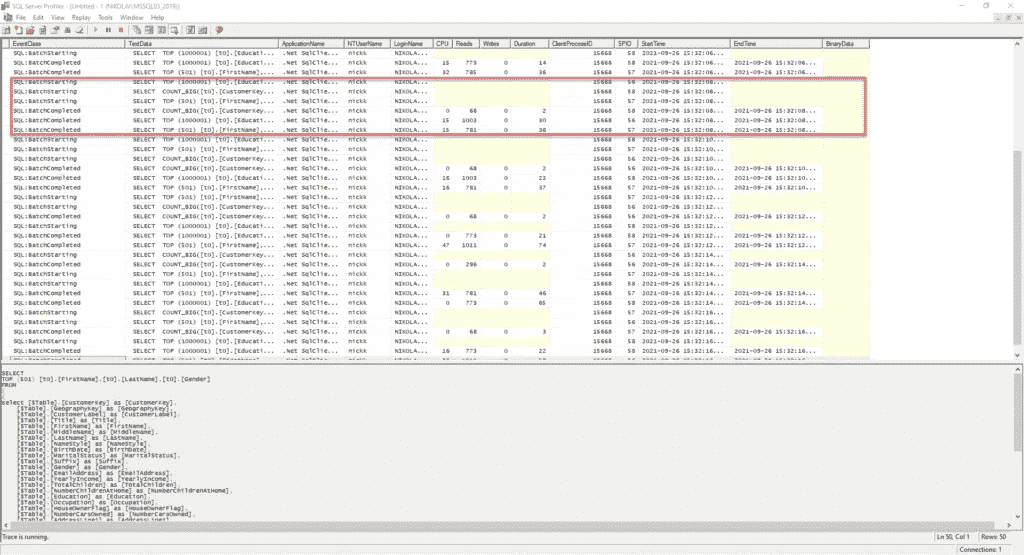 SQL Server Profiler - [Untitled - 1 (NIKOLAI\MSSQL03_2019)]
File Edit View Replay Tools Window Help
EventClass TextData ApplicationName NTUserName LoginName CPU Reads Writes Duration ClientProcessID SPID StartTime EndTime BinaryData
SQL:BatchStarting SELECT TOP (1000001) [t0].[Educati... .Net SqlClie... nickk NIKOLA... 15668 58 2021-09-26 15:32:06...
SQL:BatchCompleted SELECT TOP (1000001) [t0].[Educati... .Net SqlClie... nickk NIKOLA... 15 773 0 14 15668 58 2021-09-26 15:32:06... 2021-09-26 15:32:06...
SQL:BatchCompleted SELECT TOP (501) [t0].[FirstName],... .Net SqlClie... nickk NIKOLA... 32 785 0 36 15668 57 2021-09-26 15:32:06... 2021-09-26 15:32:06...
SQL:BatchStarting SELECT TOP (1000001) [t0].[Educati... .Net SqlClie... nickk NIKOLA... 15668 56 2021-09-26 15:32:08...
SQL:BatchStarting SELECT COUNT_BIG([t0].[CustomerKey... .Net SqlClie... nickk NIKOLA... 15668 58 2021-09-26 15:32:08...
SQL:BatchStarting SELECT TOP (501) [t0].[FirstName],... .Net SqlClie... nickk NIKOLA... 15668 57 2021-09-26 15:32:08...
SQL:BatchCompleted SELECT COUNT_BIG([t0].[CustomerKey... .Net SqlClie... nickk NIKOLA... 0 68 0 2 15668 58 2021-09-26 15:32:08... 2021-09-26 15:32:08...
SQL:BatchCompleted SELECT TOP (1000001) [t0].[Educati... .Net SqlClie... nickk NIKOLA... 15 1003 0 30 15668 56 2021-09-26 15:32:08... 2021-09-26 15:32:08...
SQL:BatchCompleted SELECT TOP (501) [t0].[FirstName],... .Net SqlClie... nickk NIKOLA... 15 781 0 38 15668 57 2021-09-26 15:32:08... 2021-09-26 15:32:08...
SQL:BatchStarting SELECT TOP (1000001) [t0].[Educati... .Net SqlClie... nickk NIKOLA... 15668 58 2021-09-26 15:32:10...
SQL:BatchStarting SELECT TOP (501) [t0].[FirstName],... .Net SqlClie... nickk NIKOLA... 15668 57 2021-09-26 15:32:10...
SQL:BatchStarting SELECT COUNT_BIG([t0].[CustomerKey... .Net SqlClie... nickk NIKOLA... 15668 56 2021-09-26 15:32:10...
SQL:BatchCompleted SELECT COUNT_BIG([t0].[CustomerKey... .Net SqlClie... nickk NIKOLA... 0 68 0 2 15668 56 2021-09-26 15:32:10... 2021-09-26 15:32:10...
SQL:BatchCompleted SELECT TOP (1000001) [t0].[Educati... .Net SqlClie... nickk NIKOLA... 16 1003 0 23 15668 58 2021-09-26 15:32:10... 2021-09-26 15:32:10...
SQL:BatchCompleted SELECT TOP (501) [t0].[FirstName],... .Net SqlClie... nickk NIKOLA... 16 781 0 37 15668 57 2021-09-26 15:32:10... 2021-09-26 15:32:10...
SQL:BatchStarting SELECT TOP (501) [t0].[FirstName],... .Net SqlClie... nickk NIKOLA... 15668 57 2021-09-26 15:32:12...
SQL:BatchStarting SELECT COUNT_BIG([t0].[CustomerKey... .Net SqlClie... nickk NIKOLA... 15668 56 2021-09-26 15:32:12...
SQL:BatchCompleted SELECT COUNT_BIG([t0].[CustomerKey... .Net SqlClie... nickk NIKOLA... 0 68 0 2 15668 56 2021-09-26 15:32:12... 2021-09-26 15:32:12...
SQL:BatchStarting SELECT TOP (1000001) [t0].[Educati... .Net SqlClie... nickk NIKOLA... 15668 58 2021-09-26 15:32:12...
SQL:BatchCompleted SELECT TOP (1000001) [t0].[Educati... .Net SqlClie... nickk NIKOLA... 0 773 0 21 15668 58 2021-09-26 15:32:12... 2021-09-26 15:32:12...
SQL:BatchCompleted SELECT TOP (501) [t0].[FirstName],... .Net SqlClie... nickk NIKOLA... 47 1011 0 74 15668 57 2021-09-26 15:32:12... 2021-09-26 15:32:12...
SQL:BatchStarting SELECT COUNT_BIG([t0].[CustomerKey... .Net SqlClie... nickk NIKOLA... 15668 56 2021-09-26 15:32:14...
SQL:BatchCompleted SELECT COUNT_BIG([t0].[CustomerKey... .Net SqlClie... nickk NIKOLA... 0 296 0 2 15668 56 2021-09-26 15:32:14... 2021-09-26 15:32:14...
SQL:BatchStarting SELECT TOP (501) [t0].[FirstName],... .Net SqlClie... nickk NIKOLA... 15668 57 2021-09-26 15:32:14...
SQL:BatchStarting SELECT TOP (1000001) [t0].[Educati... .Net SqlClie... nickk NIKOLA... 15668 58 2021-09-26 15:32:14...
SQL:BatchCompleted SELECT TOP (501) [t0].[FirstName],... .Net SqlClie... nickk NIKOLA... 31 781 0 46 15668 57 2021-09-26 15:32:14... 2021-09-26 15:32:14...
SQL:BatchCompleted SELECT TOP (1000001) [t0].[Educati... .Net SqlClie... nickk NIKOLA... 0 773 0 65 15668 58 2021-09-26 15:32:14... 2021-09-26 15:32:14...
SQL:BatchStarting SELECT TOP (501) [t0].[FirstName],... .Net SqlClie... nickk NIKOLA... 15668 57 2021-09-26 15:32:16...
SQL:BatchStarting SELECT COUNT_BIG([t0].[CustomerKey... .Net SqlClie... nickk NIKOLA... 15668 56 2021-09-26 15:32:16...
SQL:BatchCompleted SELECT COUNT_BIG([t0].[CustomerKey... .Net SqlClie... nickk NIKOLA... 0 68 0 3 15668 56 2021-09-26 15:32:16... 2021-09-26 15:32:16...
SQL:BatchStarting SELECT TOP (1000001) [t0].[Educati... .Net SqlClie... nickk NIKOLA... 15668 58 2021-09-26 15:32:16...
SQL:BatchCompleted SELECT TOP (1000001) [t0].[Educati... .Net SqlClie... nickk NIKOLA... 16 773 0 22 15668 58 2021-09-26 15:32:16... 2021-09-26 15:32:16...
SELECT
TOP (501) [t0].[FirstName],[t0].[LastName],[t0].[Gender]
FROM
(
(
select [$Table].[CustomerKey] as [CustomerKey],
[$Table].[GeographyKey] as [GeographyKey],
[$Table].[CustomerLabel] as [CustomerLabel],
[$Table].[Title] as [Title],
[$Table].[FirstName] as [FirstName],
[$Table].[MiddleName] as [MiddleName],
[$Table].[LastName] as [LastName],
[$Table].[NameStyle] as [NameStyle],
[$Table].[BirthDate] as [BirthDate],
[$Table].[MaritalStatus] as [MaritalStatus],
[$Table].[Suffix] as [Suffix],
[$Table].[Gender] as [Gender],
[$Table].[EmailAddress] as [EmailAddress],
[$Table].[YearlyIncome] as [YearlyIncome],
[$Table].[TotalChildren] as [TotalChildren],
[$Table].[NumberChildrenAtHome] as [NumberChildrenAtHome],
[$Table].[Education] as [Education],
[$Table].[Occupation] as [Occupation],
[$Table].[HouseOwnerFlag] as [HouseOwnerFlag],
[$Table].[NumberCarsOwned] as [NumberCarsOwned],
[$Table].[AddressLine1] as [AddressLine1],
Trace is running.
Ln 50, Col 1 Rows: 50
Connections: 1